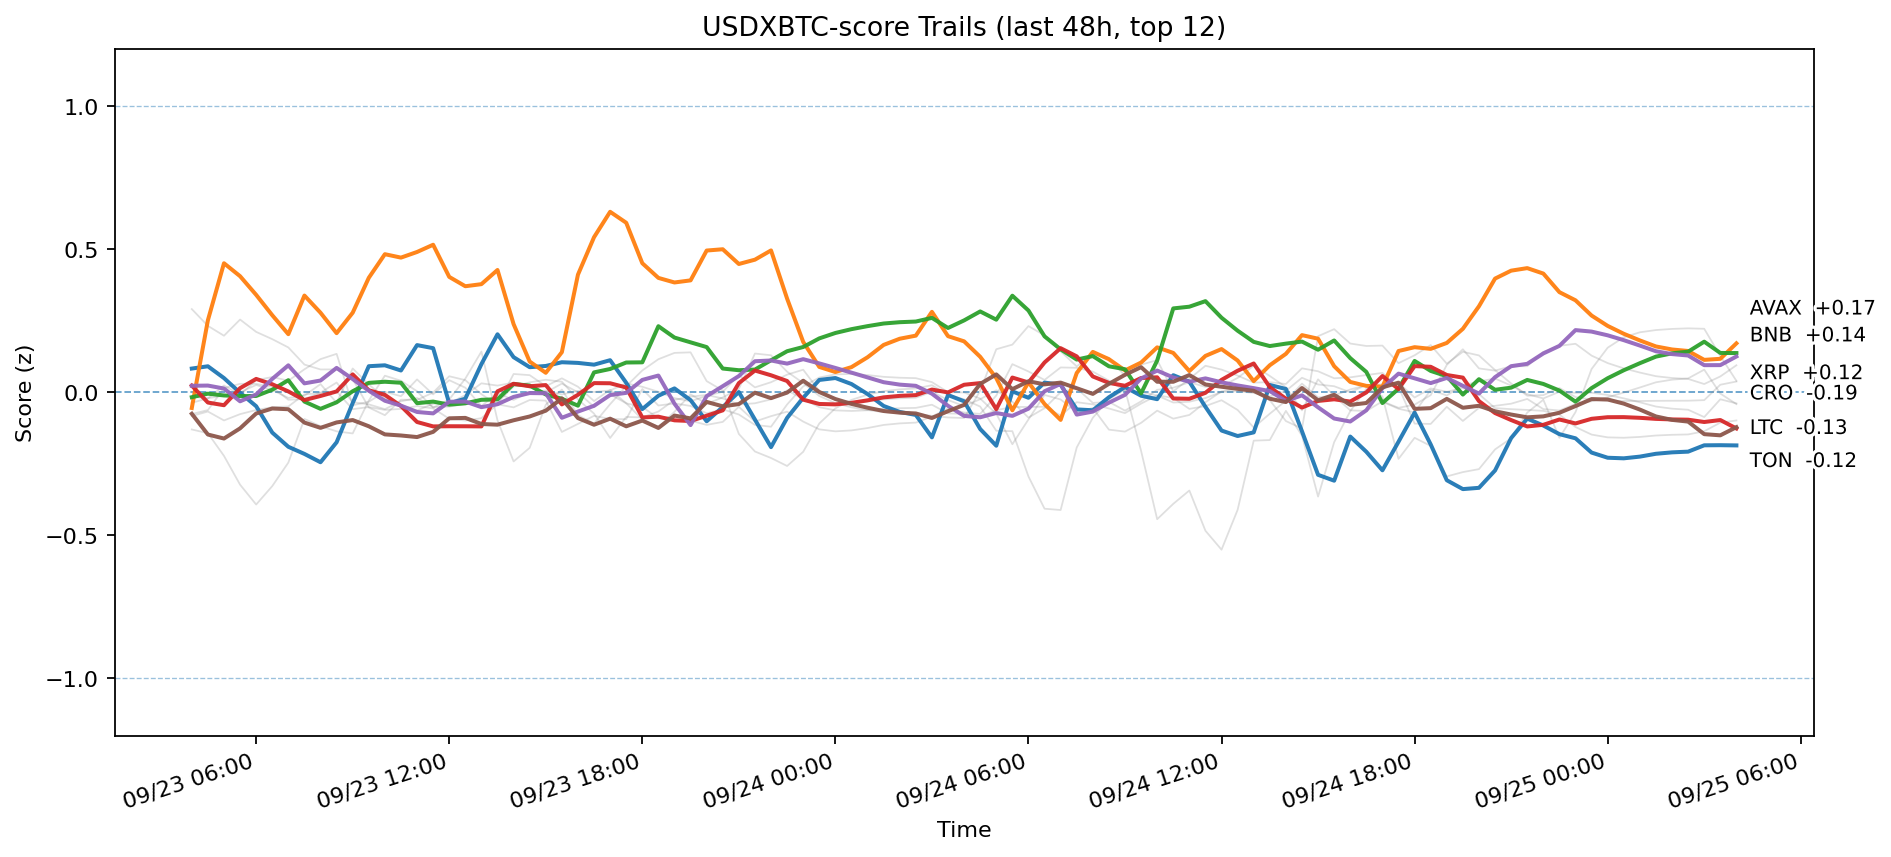 USDXBTC-score Trails (last 48h, top 12)
Score (z)
1.0
0.5
0.0
−0.5
−1.0
AVAX +0.17
BNB +0.14
XRP +0.12
CRO -0.19
LTC -0.13
TON -0.12
09/23 06:00
09/23 12:00
09/23 18:00
09/24 00:00
09/24 06:00
09/24 12:00
09/24 18:00
09/25 00:00
09/25 06:00
Time